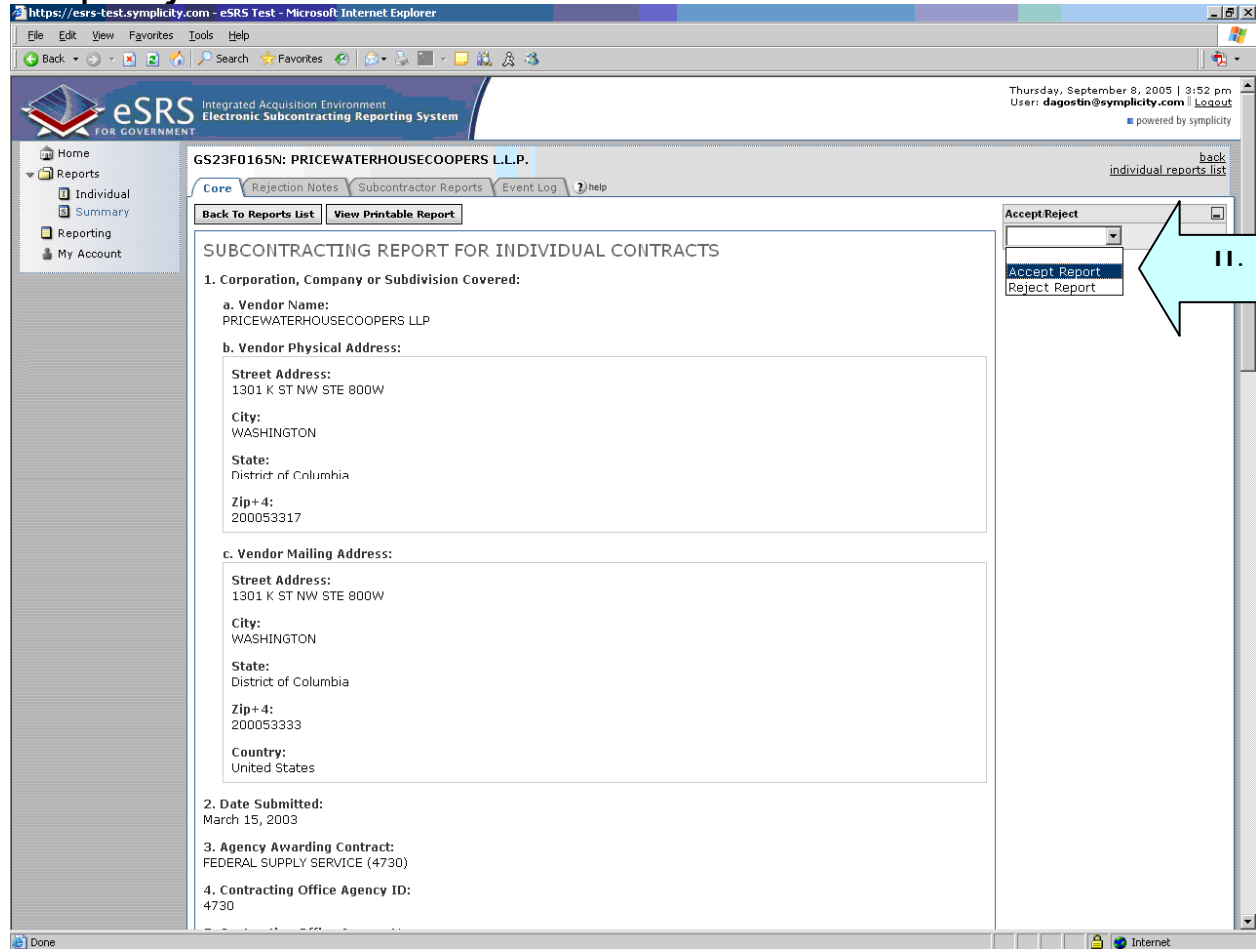 https://esrs-test.symplicity.com - eSRS Test - Microsoft Internet Explorer
File Edit View Favorites Tools Help
Back Search Favorites
eSRS
FOR GOVERNMENT
Integrated Acquisition Environment
Electronic Subcontracting Reporting System
Thursday, September 8, 2005 | 3:52 pm
User: dagostin@symplicity.com || Logout
powered by symplicity
Home
Reports
Individual
Summary
Reporting
My Account
GS23F0165N: PRICEWATERHOUSECOOPERS L.L.P.
back
individual reports list
Core Rejection Notes Subcontractor Reports Event Log ? help
Back To Reports List View Printable Report
Accept/Reject
Accept Report
Reject Report
II.
SUBCONTRACTING REPORT FOR INDIVIDUAL CONTRACTS
1. Corporation, Company or Subdivision Covered:
a. Vendor Name:
PRICEWATERHOUSECOOPERS LLP
b. Vendor Physical Address:
Street Address:
1301 K ST NW STE 800W
City:
WASHINGTON
State:
District of Columbia
Zip+4:
200053317
c. Vendor Mailing Address:
Street Address:
1301 K ST NW STE 800W
City:
WASHINGTON
State:
District of Columbia
Zip+4:
200053333
Country:
United States
2. Date Submitted:
March 15, 2003
3. Agency Awarding Contract:
FEDERAL SUPPLY SERVICE (4730)
4. Contracting Office Agency ID:
4730
Done
Internet